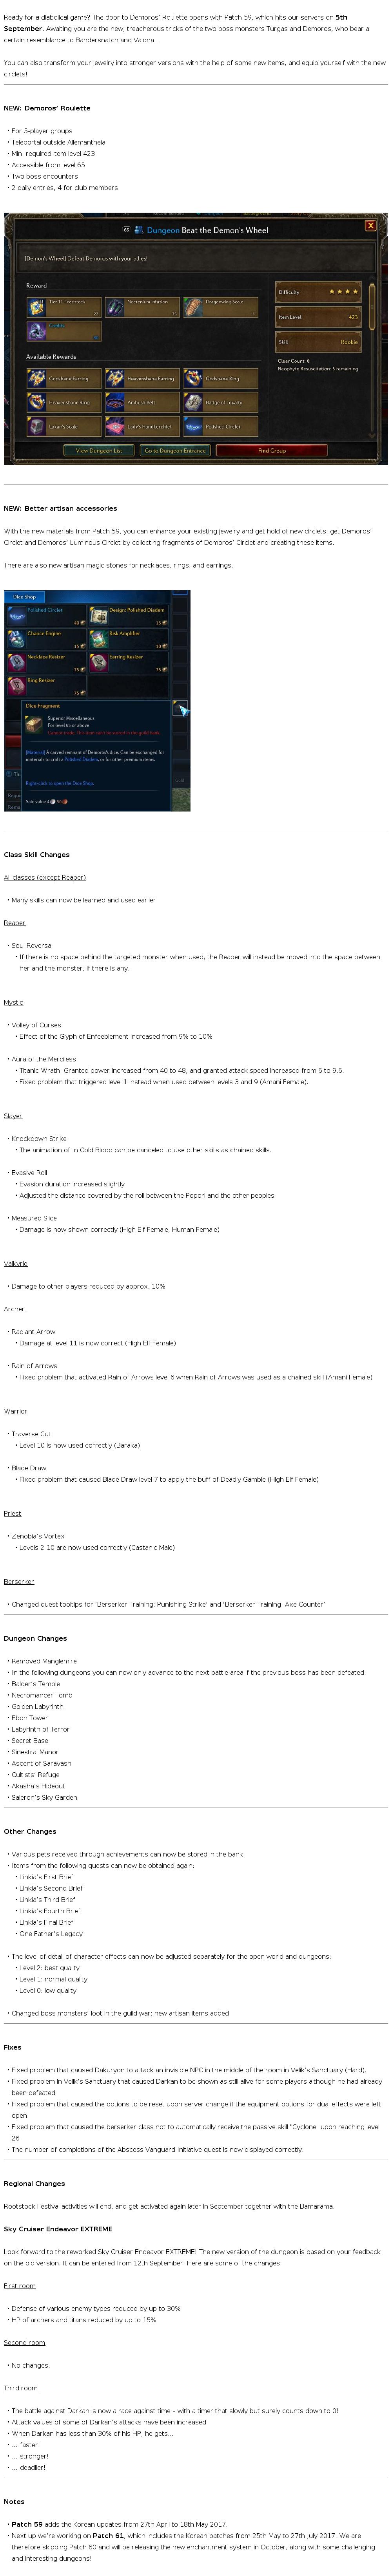 Ready for a diabolical game? The door to Demoros' Roulette opens with Patch 59, which hits our servers on 5th
September. Awaiting you are the new, treacherous tricks of the two boss monsters Turgas and Demoros, who bear a
certain resemblance to Bandersnatch and Valona...
You can also transform your jewelry into stronger versions with the help of some new items, and equip yourself with the new
circlets!
NEW: Demoros' Roulette
• For 5-player groups
• Teleportal outside Allemantheia
• Min. required item level 423
• Accessible from level 65
• Two boss encounters
• 2 daily entries, 4 for club members
65 Dungeon Beat the Demon's Wheel
[Demon's Wheel] Defeat Demoros with your allies!
Reward
Tier 11 Feedstock
Noctenium Infusion
Dragonwing Scale
Available Rewards
Godsbane Earring
Heavensbane Earring
Godsbane Ring
Heavensbane Ring
Badge of Loyalty
Lakan's Scale
Polished Circlet
Difficulty ★ ★ ★ ★
Item Level 423
Skill Rookie
Clear Count: 0
View Dungeon List
Go to Dungeon Entrance
Find Group
NEW: Better artisan accessories
With the new materials from Patch 59, you can enhance your existing jewelry and get hold of new circlets: get Demoros'
Circlet and Demoros' Luminous Circlet by collecting fragments of Demoros' Circlet and creating these items.
There are also new artisan magic stones for necklaces, rings, and earrings.
Dice Shop
Polished Circlet
Design: Polished Diadem
Chance Engine
Risk Amplifier
Necklace Resizer
Earring Resizer
Ring Resizer
Dice Fragment
Superior Miscellaneous
For level 65 or above
Cannot trade. This item can't be stored in the guild bank.
[Material] A carved remnant of Demoros's dice. Can be exchanged for
materials to craft a Polished Diadem, or for other premium items.
Right-click to open the Dice Shop.
Sale value
Class Skill Changes
All classes (except Reaper)
• Many skills can now be learned and used earlier
Reaper
• Soul Reversal
• If there is no space behind the targeted monster when used, the Reaper will instead be moved into the space between
her and the monster, if there is any.
Mystic
• Volley of Curses
• Effect of the Glyph of Enfeeblement increased from 9% to 10%
• Aura of the Merciless
• Titanic Wrath: Granted power increased from 40 to 48, and granted attack speed increased from 6 to 9.6.
• Fixed problem that triggered level 1 instead when used between levels 3 and 9 (Amani Female).
Slayer
• Knockdown Strike
• The animation of In Cold Blood can be canceled to use other skills as chained skills.
• Evasive Roll
• Evasion duration increased slightly
• Adjusted the distance covered by the roll between the Popori and the other peoples
• Measured Slice
• Damage is now shown correctly (High Elf Female, Human Female)
Valkyrie
• Damage to other players reduced by approx. 10%
Archer
• Radiant Arrow
• Damage at level 11 is now correct (High Elf Female)
• Rain of Arrows
• Fixed problem that activated Rain of Arrows level 6 when Rain of Arrows was used as a chained skill (Amani Female)
Warrior
• Traverse Cut
• Level 10 is now used correctly (Baraka)
• Blade Draw
• Fixed problem that caused Blade Draw level 7 to apply the buff of Deadly Gamble (High Elf Female)
Priest
• Zenobia's Vortex
• Levels 2-10 are now used correctly (Castanic Male)
Berserker
• Changed quest tooltips for 'Berserker Training: Punishing Strike' and 'Berserker Training: Axe Counter'
Dungeon Changes
• Removed Manglemire
• In the following dungeons you can now only advance to the next battle area if the previous boss has been defeated:
• Balder's Temple
• Necromancer Tomb
• Golden Labyrinth
• Ebon Tower
• Labyrinth of Terror
• Secret Base
• Sinestral Manor
• Ascent of Saravash
• Cultists' Refuge
• Akasha's Hideout
• Saleron's Sky Garden
Other Changes
• Various pets received through achievements can now be stored in the bank.
• Items from the following quests can now be obtained again:
• Linkia's First Brief
• Linkia's Second Brief
• Linkia's Third Brief
• Linkia's Fourth Brief
• Linkia's Final Brief
• One Father's Legacy
• The level of detail of character effects can now be adjusted separately for the open world and dungeons:
• Level 2: best quality
• Level 1: normal quality
• Level 0: low quality
• Changed boss monsters' loot in the guild war: new artisan items added
Fixes
• Fixed problem that caused Dakuryon to attack an invisible NPC in the middle of the room in Velik's Sanctuary (Hard).
• Fixed problem in Velik's Sanctuary that caused Darkan to be shown as still alive for some players although he had already
been defeated
• Fixed problem that caused the options to be reset upon server change if the equipment options for dual effects were left
open
• Fixed problem that caused the berserker class not to automatically receive the passive skill "Cyclone" upon reaching level
26
• The number of completions of the Abscess Vanguard Initiative quest is now displayed correctly.
Regional Changes
Rootstock Festival activities will end, and get activated again later in September together with the Bamarama.
Sky Cruiser Endeavor EXTREME
Look forward to the reworked Sky Cruiser Endeavor EXTREME! The new version of the dungeon is based on your feedback
on the old version. It can be entered from 12th September. Here are some of the changes:
First room
• Defense of various enemy types reduced by up to 30%
• HP of archers and titans reduced by up to 15%
Second room
• No changes.
Third room
• The battle against Darkan is now a race against time – with a timer that slowly but surely counts down to 0!
• Attack values of some of Darkan's attacks have been increased
• When Darkan has less than 30% of his HP, he gets...
• ... faster!
• ... stronger!
• ... deadlier!
Notes
• Patch 59 adds the Korean updates from 27th April to 18th May 2017.
• Next up we're working on Patch 61, which includes the Korean patches from 25th May to 27th July 2017. We are
therefore skipping Patch 60 and will be releasing the new enchantment system in October, along with some challenging
and interesting dungeons!